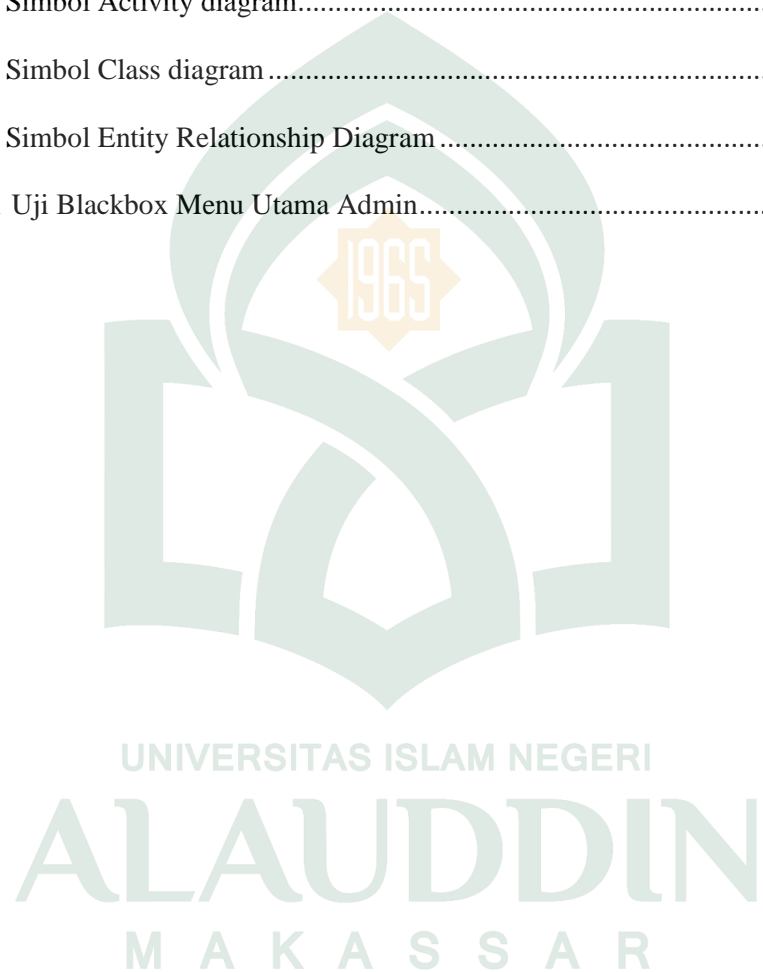 Simbol Activity diagram..........................................................................
Simbol Class diagram..............................................................................
Simbol Entity Relationship Diagram.......................................................
Uji Blackbox Menu Utama Admin..........................................................
1965
UNIVERSITAS ISLAM NEGERI
ALAUDDIN
M A K A S S A R